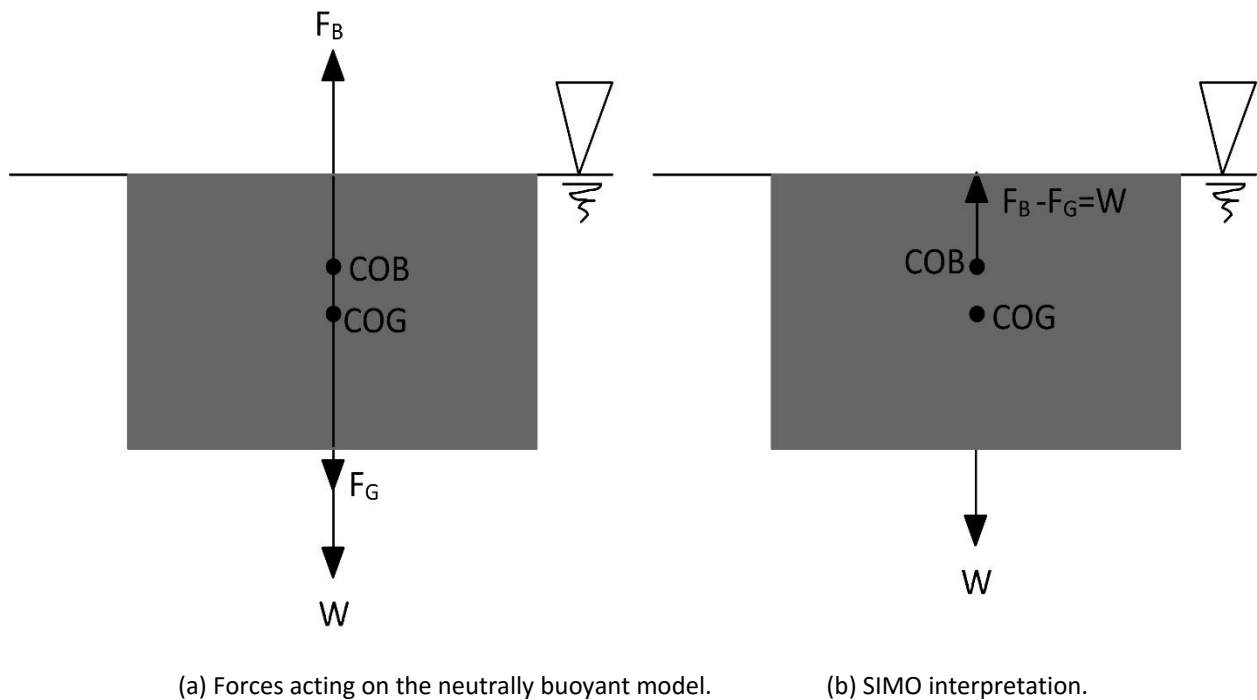 F_B
F_B -F_G=W
COB
COB
COG
COG
F_G
W
W
(a) Forces acting on the neutrally buoyant model.
(b) SIMO interpretation.